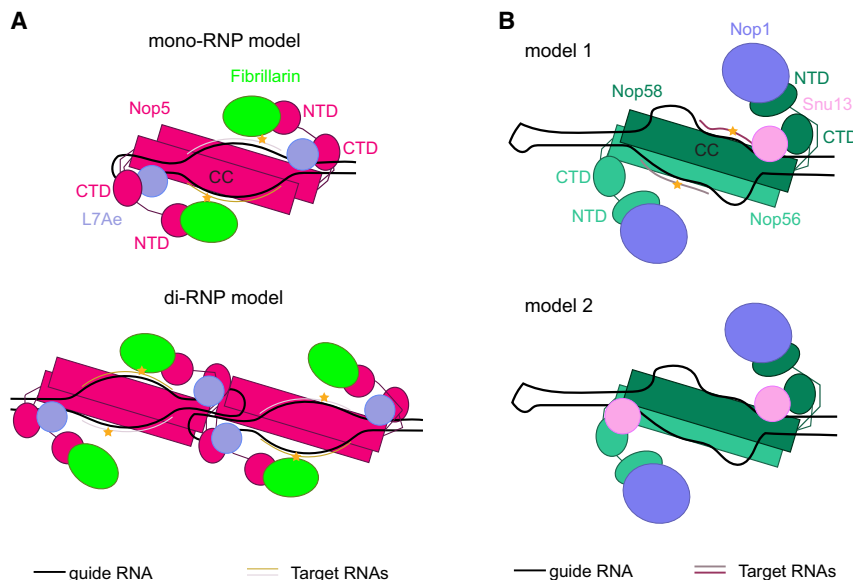 A
mono-RNP model
Fibrillarin
Nop5
NTD
CTD
CC
CTD
L7Ae
NTD
di-RNP model
guide RNA
Target RNAs
B
model 1
Nop1
NTD
Nop58
Snu13
CTD
CC
CTD
NTD
Nop56
model 2
guide RNA
Target RNAs